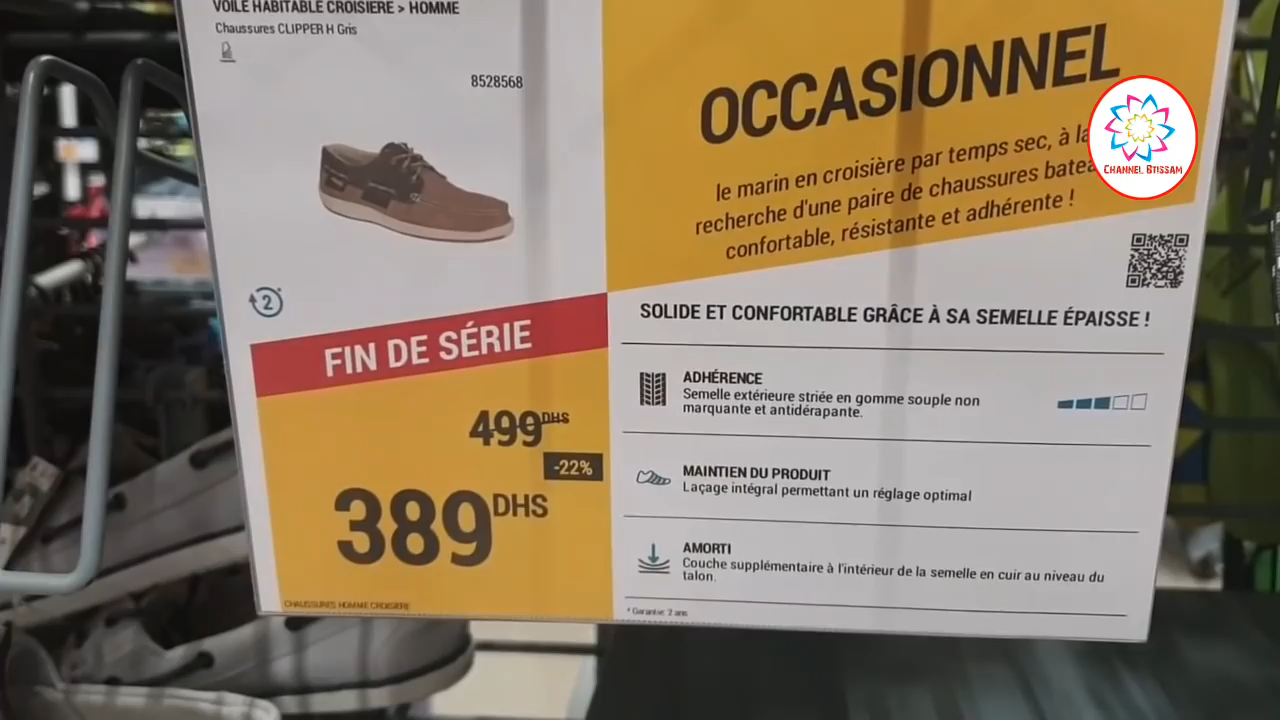 VOILE HABITABLE CROISIERE > HOMME
Chaussures CLIPPER H Gris
8528568
2
FIN DE SÉRIE
499DHS
-22%
389DHS
CHAUSSURES HOMME CROISIERE
OCCASIONNEL
le marin en croisière par temps sec, à la
recherche d'une paire de chaussures batea
confortable, résistante et adhérente !
CHANNEL BTISSAM
SOLIDE ET CONFORTABLE GRÂCE À SA SEMELLE ÉPAISSE !
ADHÉRENCE
Semelle extérieure striée en gomme souple non
marquante et antidérapante.
MAINTIEN DU PRODUIT
Laçage intégral permettant un réglage optimal
AMORTI
Couche supplémentaire à l'intérieur de la semelle en cuir au niveau du
talon.
* Garantie: 2 ans